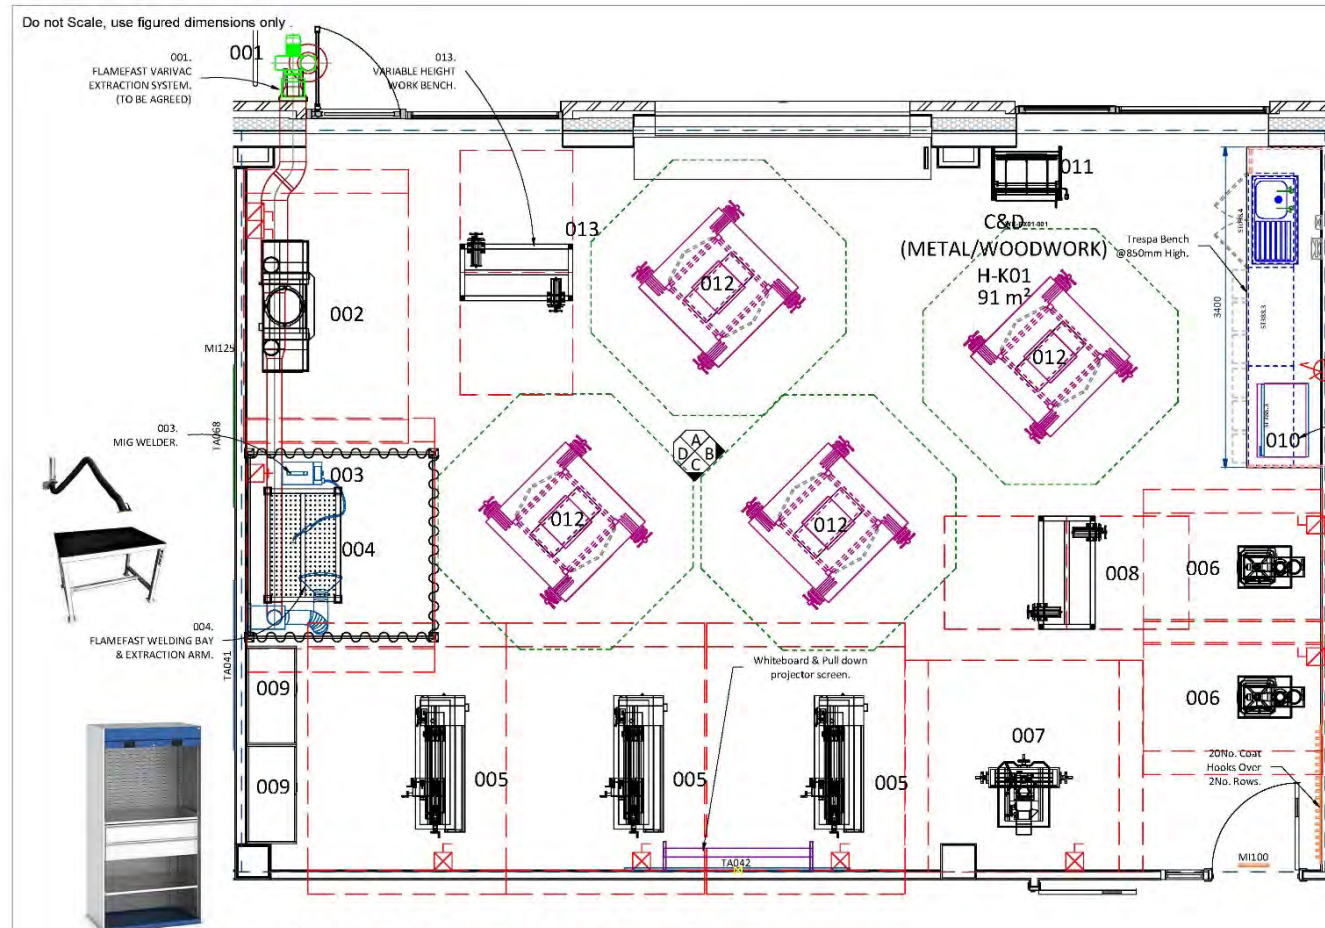 Do not Scale, use figured dimensions only .
001
001.
FLAMEFAST VARIVAC
EXTRACTION SYSTEM.
(TO BE AGREED)
013.
VARIABLE HEIGHT
WORK BENCH.
011
013
C&D
(METAL/WOODWORK)
H-K01
91 m²
Trespa Bench
@850mm High.
012
012
002
3400
MI125
003.
MIG WELDER.
TA068
003
A
D B
C
010
012
012
004
008
006
004.
FLAMEFAST WELDING BAY
& EXTRACTION ARM.
TA041
009
Whiteboard & Pull down
projector screen.
006
007
009
005
005
005
20No. Coat
Hooks Over
2No. Rows.
TA042
MI100